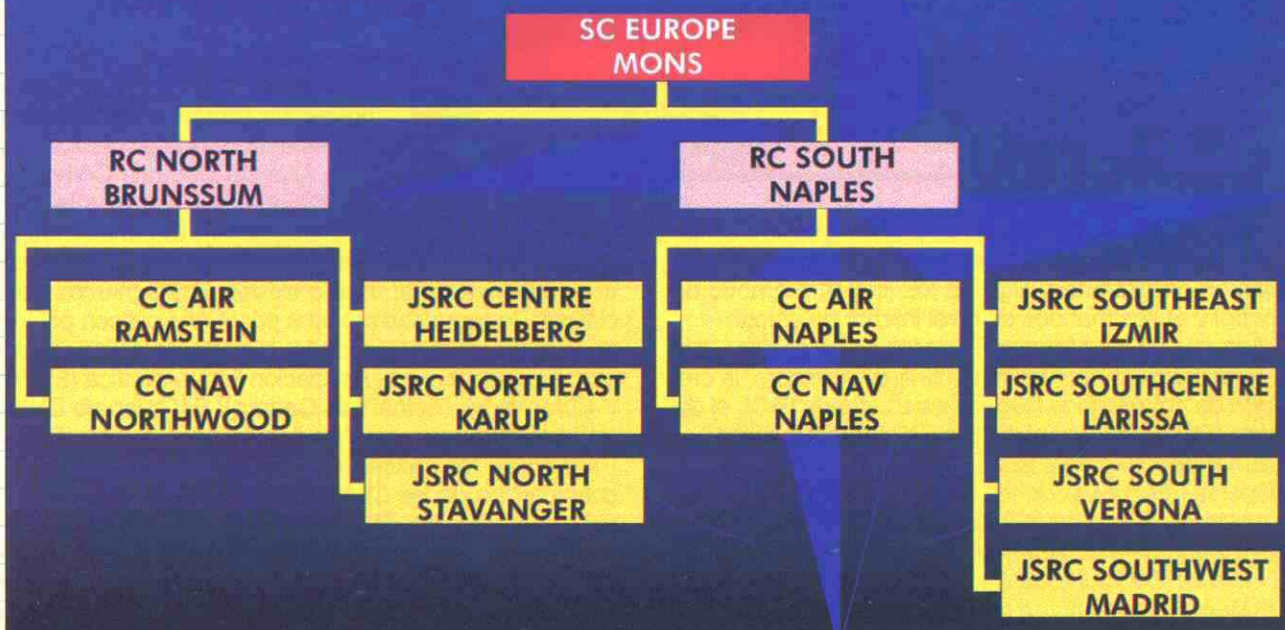 SC EUROPE
MONS
RC NORTH
BRUNSSUM
RC SOUTH
NAPLES
CC AIR
RAMSTEIN
JSRC CENTRE
HEIDELBERG
CC AIR
NAPLES
JSRC SOUTHEAST
IZMIR
CC NAV
NORTHWOOD
JSRC NORTHEAST
KARUP
CC NAV
NAPLES
JSRC SOUTHCENTRE
LARISSA
JSRC NORTH
STAVANGER
JSRC SOUTH
VERONA
JSRC SOUTHWEST
MADRID